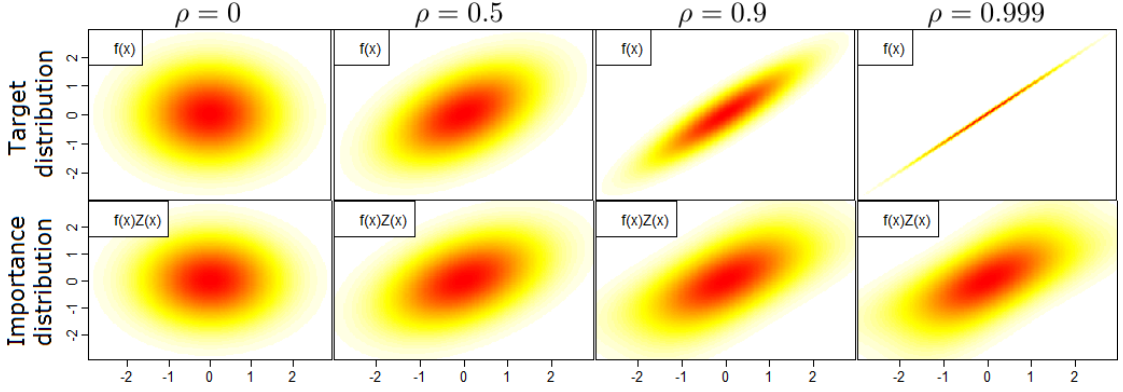 ρ = 0 ρ = 0.5 ρ = 0.9 ρ = 0.999
Target
distribution
f(x) f(x) f(x) f(x)
2
1
0
-1
-2
Importance
distribution
f(x)Z(x) f(x)Z(x) f(x)Z(x) f(x)Z(x)
2
1
0
-1
-2
-2 -1 0 1 2 -2 -1 0 1 2 -2 -1 0 1 2 -2 -1 0 1 2